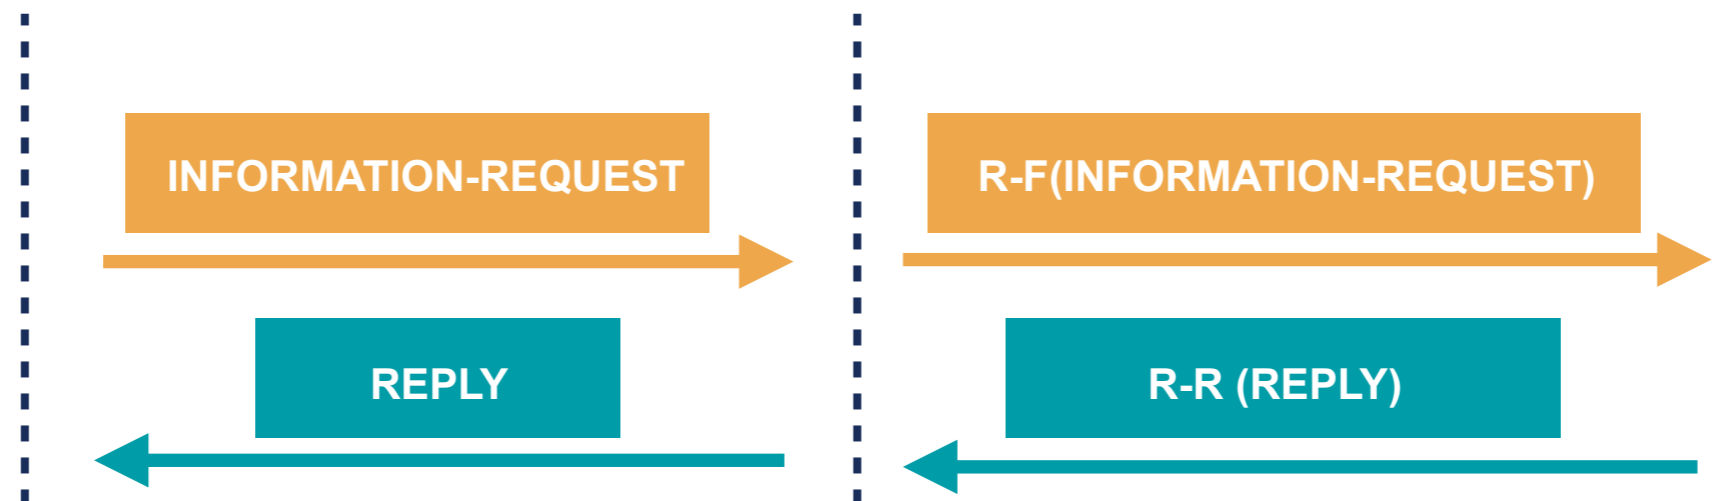 INFORMATION-REQUEST
R-F(INFORMATION-REQUEST)
REPLY
R-R (REPLY)